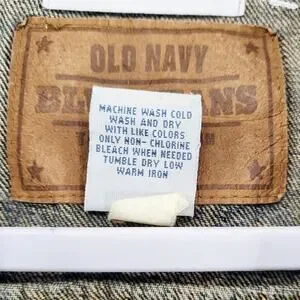 OLD NAVY
MACHINE WASH COLD
WASH AND DRY
WITH LIKE COLORS
ONLY NON- CHLORINE
BLEACH WHEN NEEDED
TUMBLE DRY LOW
WARM IRON